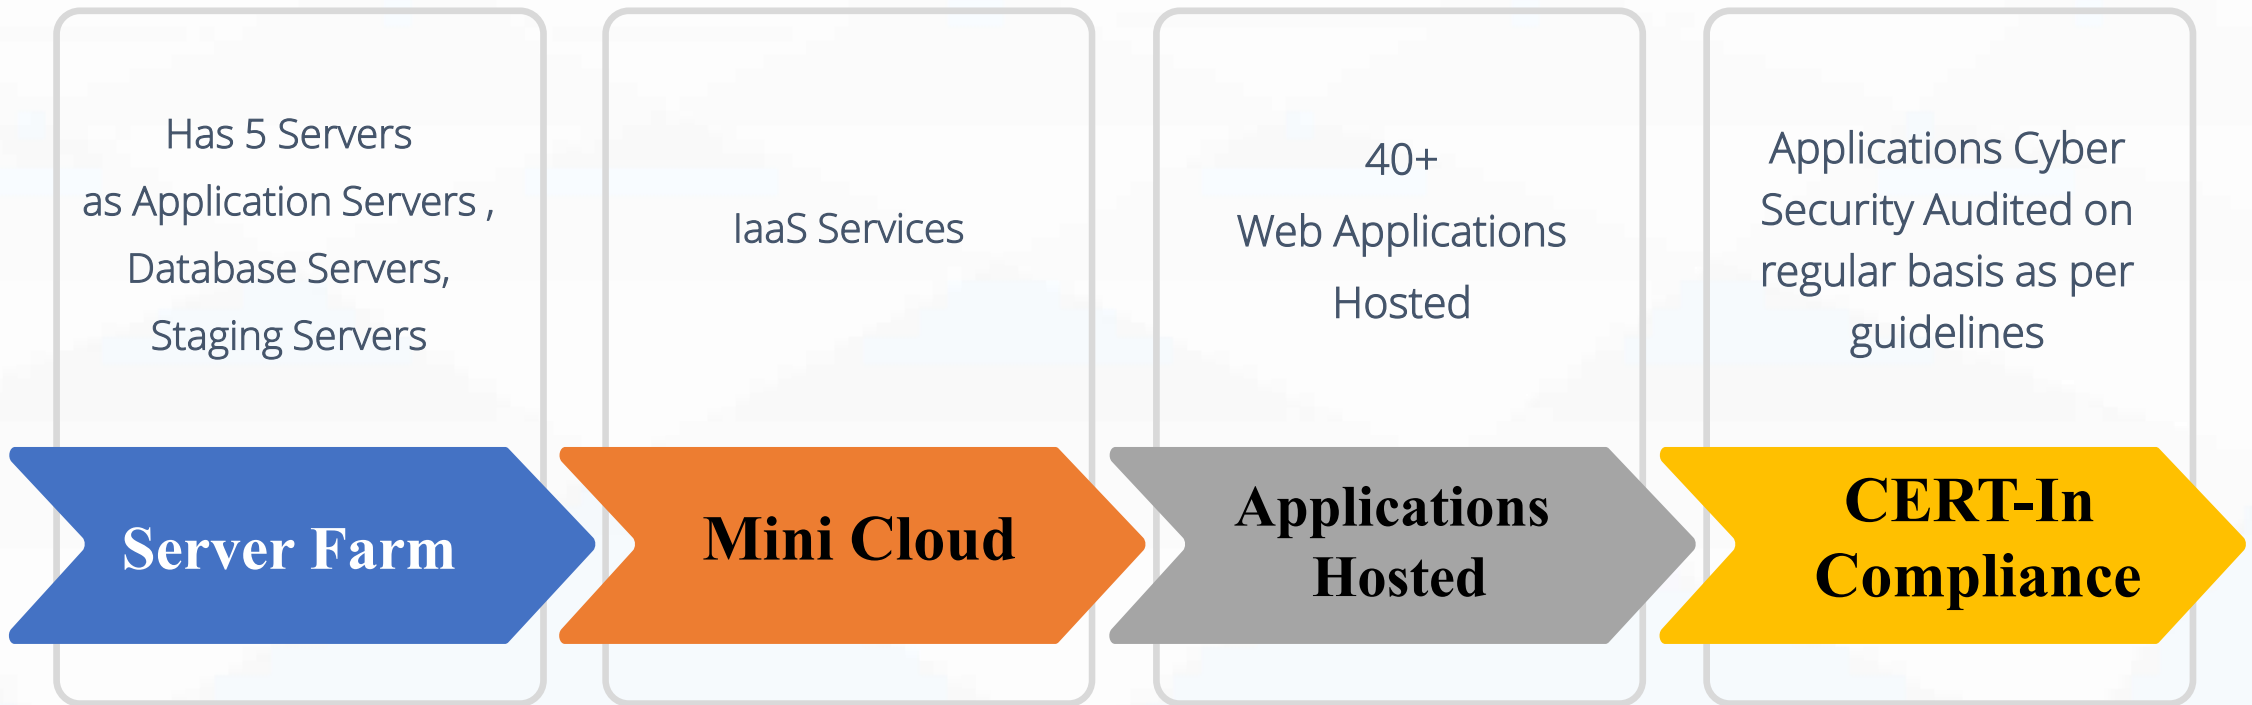 Has 5 Servers
as Application Servers ,
Database Servers,
Staging Servers
Server Farm
IaaS Services
Mini Cloud
40+
Web Applications
Hosted
Applications
Hosted
Applications Cyber
Security Audited on
regular basis as per
guidelines
CERT-In
Compliance